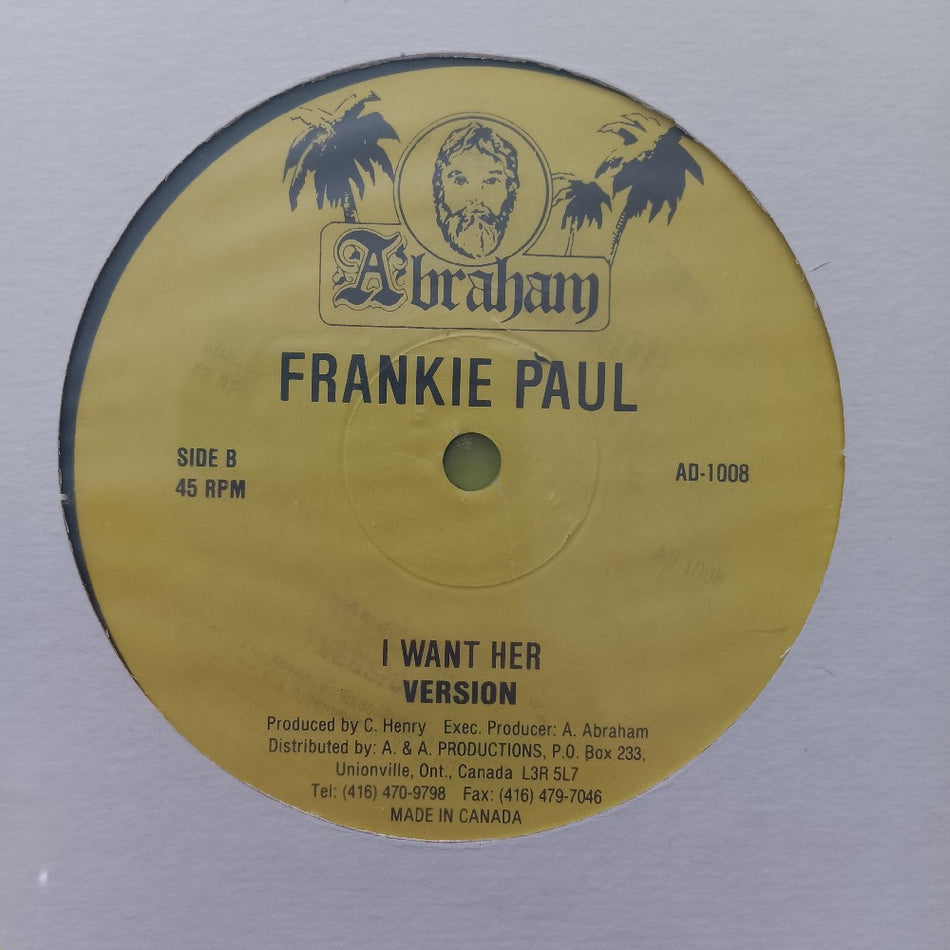 Abraham
FRANKIE PAUL
SIDE B
45 RPM
AD-1008
I WANT HER
VERSION
Produced by C. Henry Exec. Producer: A. Abraham
Distributed by: A. & A. PRODUCTIONS, P.O. Box 233,
Unionville, Ont., Canada L3R 5L7
Tel: (416) 470-9798 Fax: (416) 479-7046
MADE IN CANADA